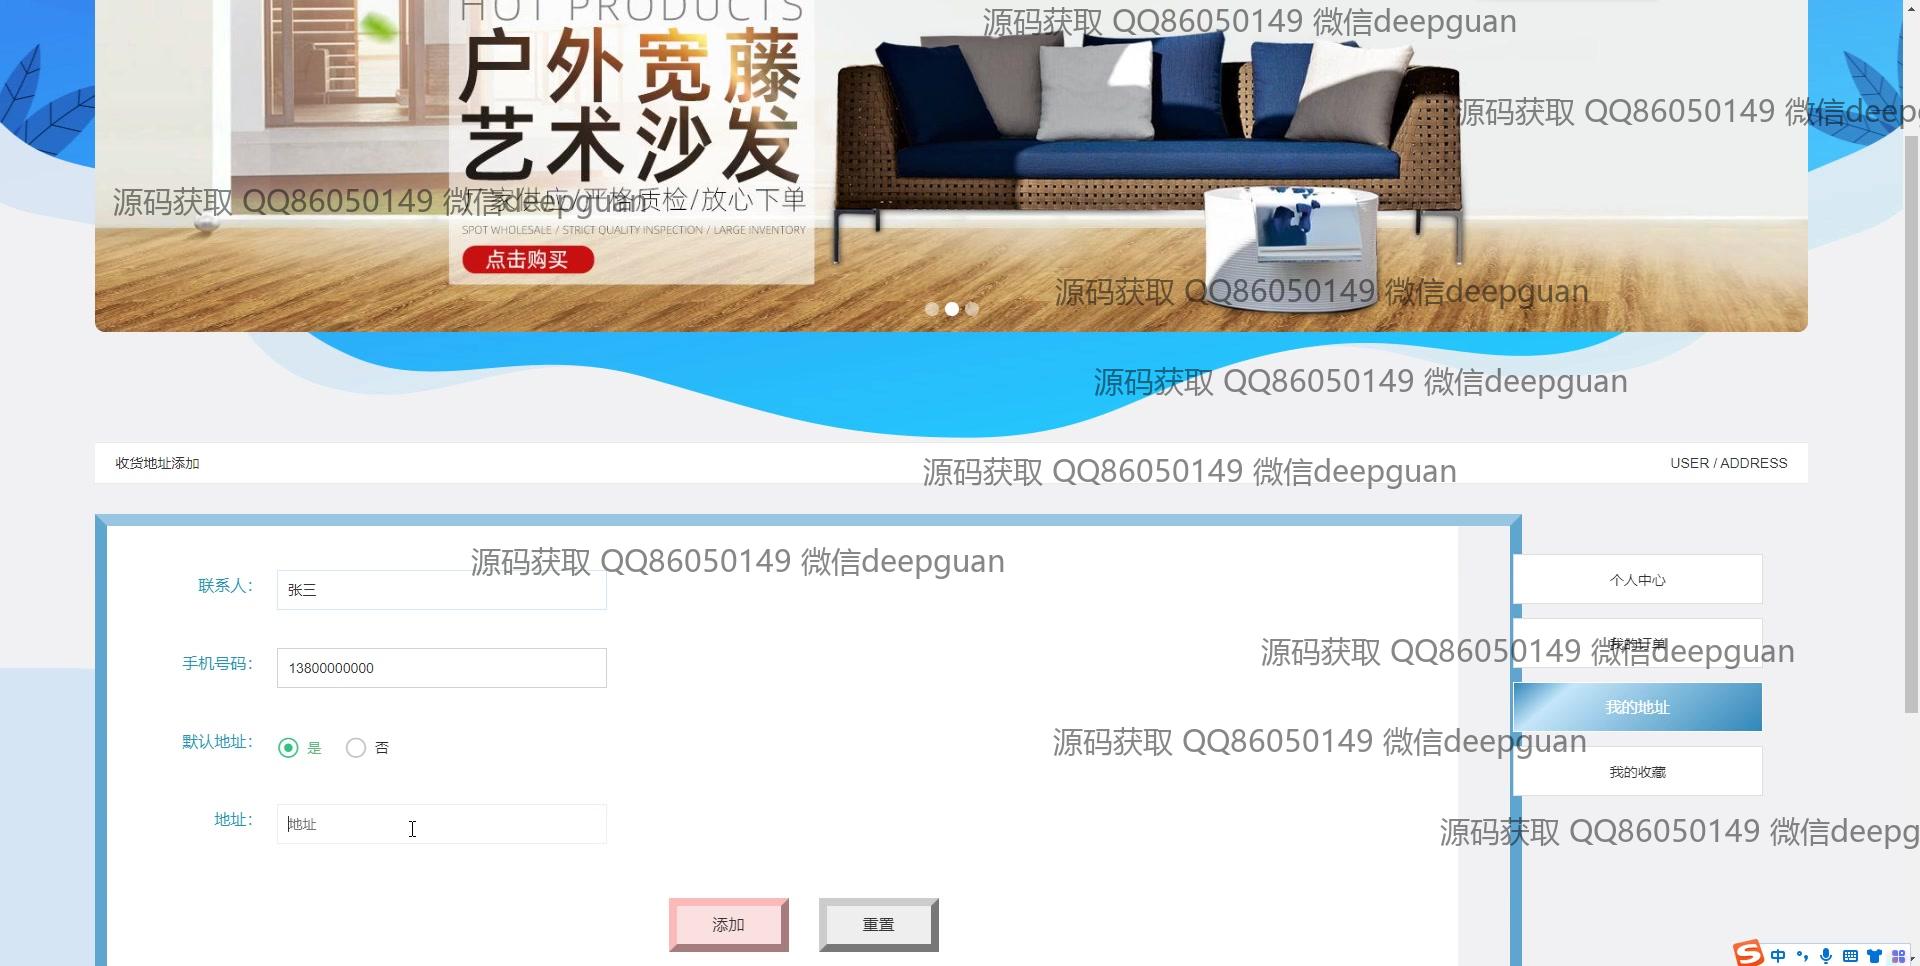 HOT PRODUCTS
源码获取 QQ86050149 微信deepguan
户外宽藤
艺术沙发
源码获取 QQ86050149 微信deepg
源码获取 QQ86050149 微信deepguan
厂家供应/严格质检/放心下单
SPOT WHOLESALE / STRICT QUALITY INSPECTION / LARGE INVENTORY
点击购买
源码获取 QQ86050149 微信deepguan
源码获取 QQ86050149 微信deepguan
收货地址添加
源码获取 QQ86050149 微信deepguan
USER / ADDRESS
源码获取 QQ86050149 微信deepguan
联系人：
张三
个人中心
我的订单
源码获取 QQ86050149 微信deepguan
手机号码：
13800000000
我的地址
默认地址：
是
否
源码获取 QQ86050149 微信deepguan
我的收藏
地址：
地址
源码获取 QQ86050149 微信deepg
添加
重置
中